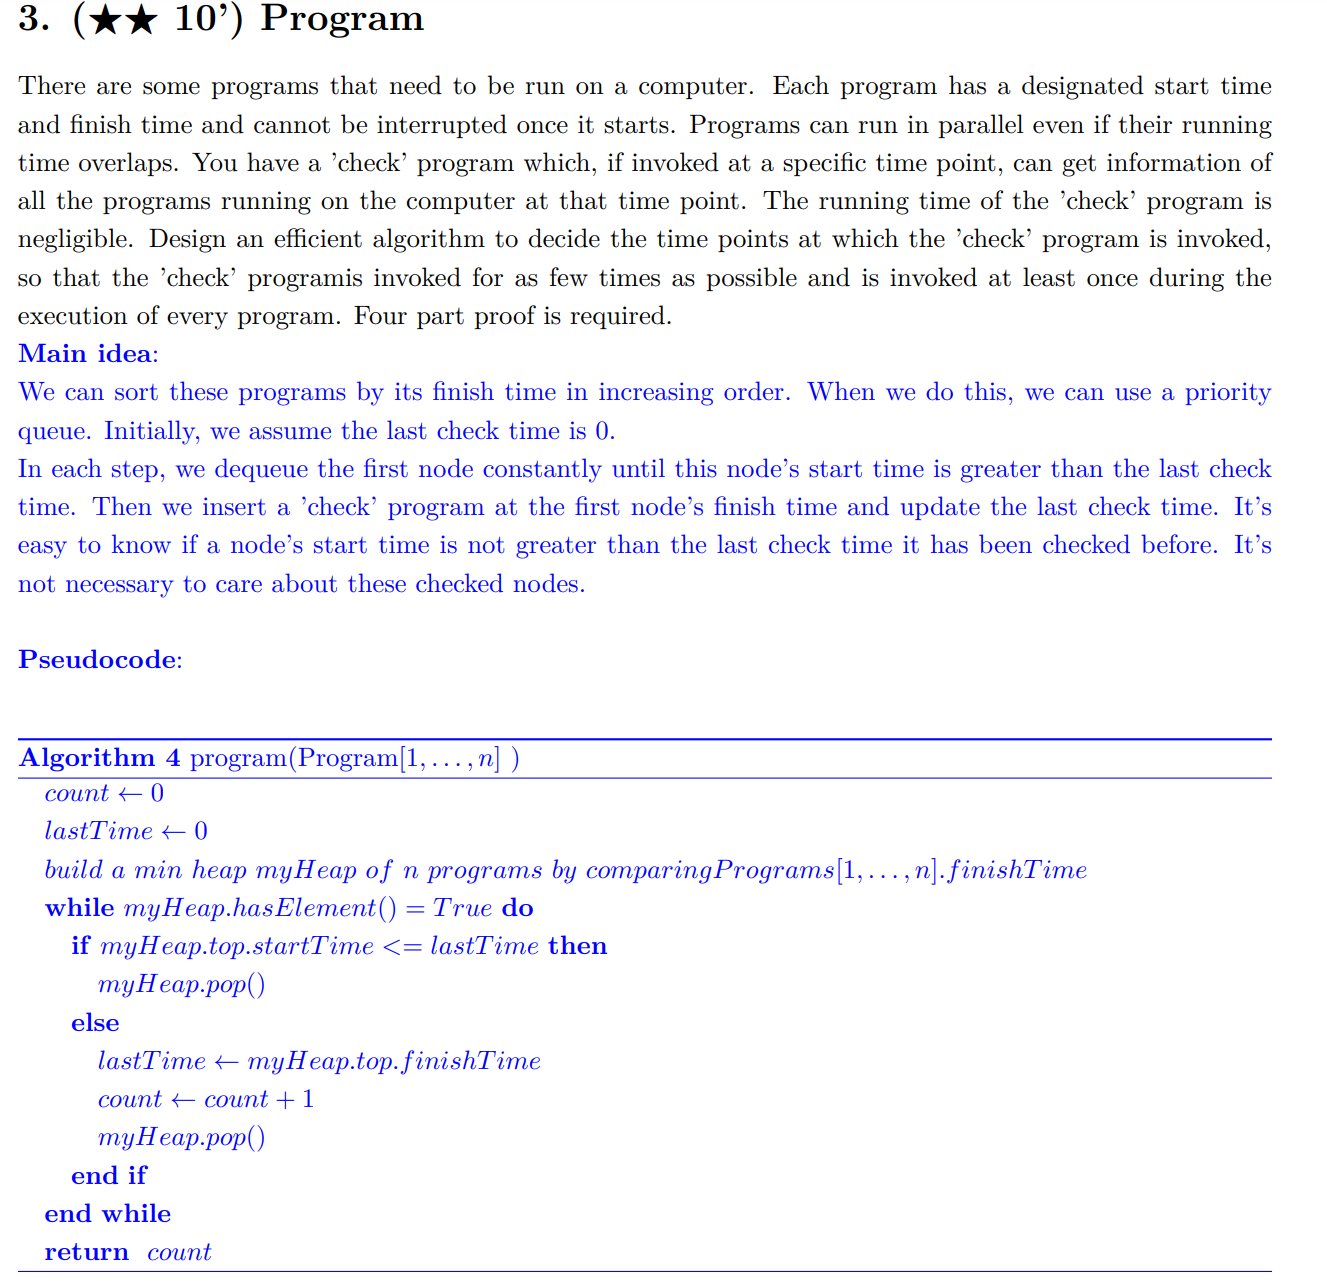 3. (★★ 10’) Program
There are some programs that need to be run on a computer. Each program has a designated start time
and finish time and cannot be interrupted once it starts. Programs can run in parallel even if their running
time overlaps. You have a ’check’ program which, if invoked at a specific time point, can get information of
all the programs running on the computer at that time point. The running time of the ’check’ program is
negligible. Design an efficient algorithm to decide the time points at which the ’check’ program is invoked,
so that the ’check’ programis invoked for as few times as possible and is invoked at least once during the
execution of every program. Four part proof is required.
Main idea:
We can sort these programs by its finish time in increasing order. When we do this, we can use a priority
queue. Initially, we assume the last check time is 0.
In each step, we dequeue the first node constantly until this node’s start time is greater than the last check
time. Then we insert a ’check’ program at the first node’s finish time and update the last check time. It’s
easy to know if a node’s start time is not greater than the last check time it has been checked before. It’s
not necessary to care about these checked nodes.
Pseudocode:
Algorithm 4 program(Program[1, . . . , n] )
count ← 0
lastTime ← 0
build a min heap myHeap of n programs by comparingPrograms[1, . . . , n].finishTime
while myHeap.hasElement() = True do
if myHeap.top.startTime <= lastTime then
myHeap.pop()
else
lastTime ← myHeap.top.finishTime
count ← count + 1
myHeap.pop()
end if
end while
return count